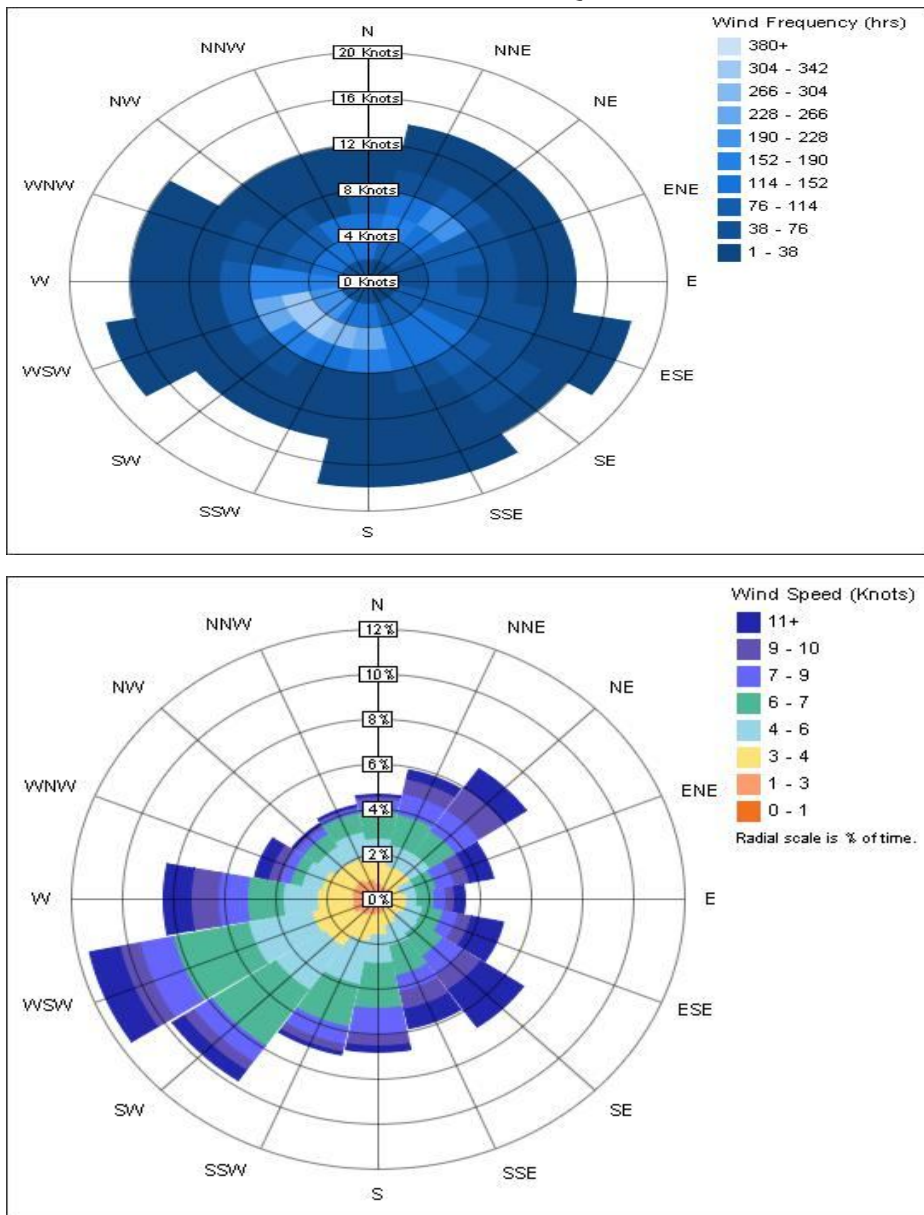 Wind Frequency (hrs)
380+
304 - 342
266 - 304
228 - 266
190 - 228
152 - 190
114 - 152
76 - 114
38 - 76
1 - 38
N
NNW
NNE
NW
NE
WNW
ENE
W
E
WSW
ESE
SW
SE
SSW
SSE
S
20 Knots
16 Knots
12 Knots
8 Knots
4 Knots
0 Knots
Wind Speed (Knots)
11+
9 - 10
7 - 9
6 - 7
4 - 6
3 - 4
1 - 3
0 - 1
Radial scale is % of time.
N
NNW
NNE
NW
NE
WNW
ENE
W
E
WSW
ESE
SW
SE
SSW
SSE
S
12%
10%
8%
6%
4%
2%
0%